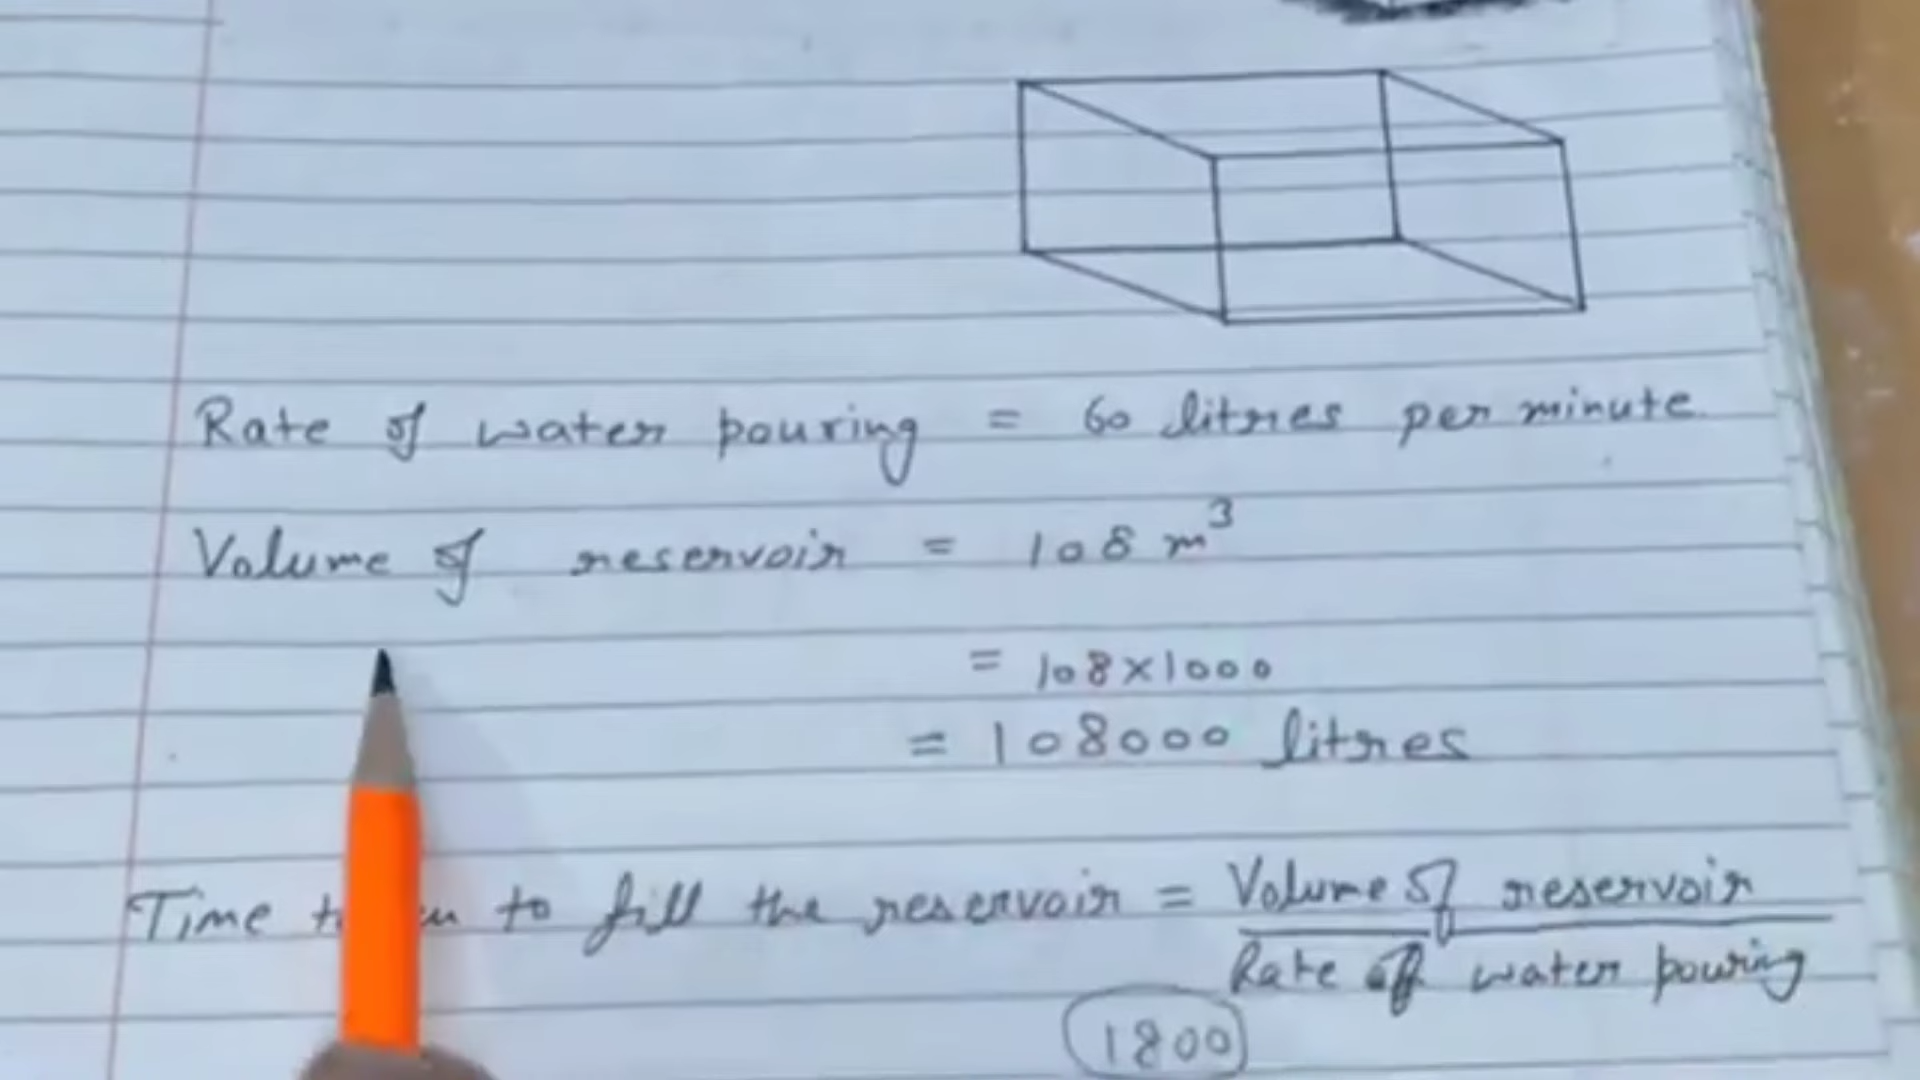 Rate of water pouring = 60 litres per minute
Volume of reservoir = 108 m³
= 108×1000
= 108000 litres
Time to fill the reservoir = Volume of reservoir
Rate of water pouring
1800